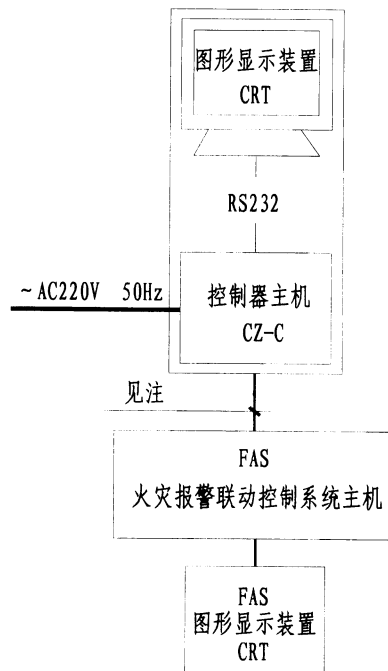 图形显示装置
CRT
RS232
~AC220V 50Hz
控制器主机
CZ-C
见注
FAS
火灾报警联动控制系统主机
FAS
图形显示装置
CRT